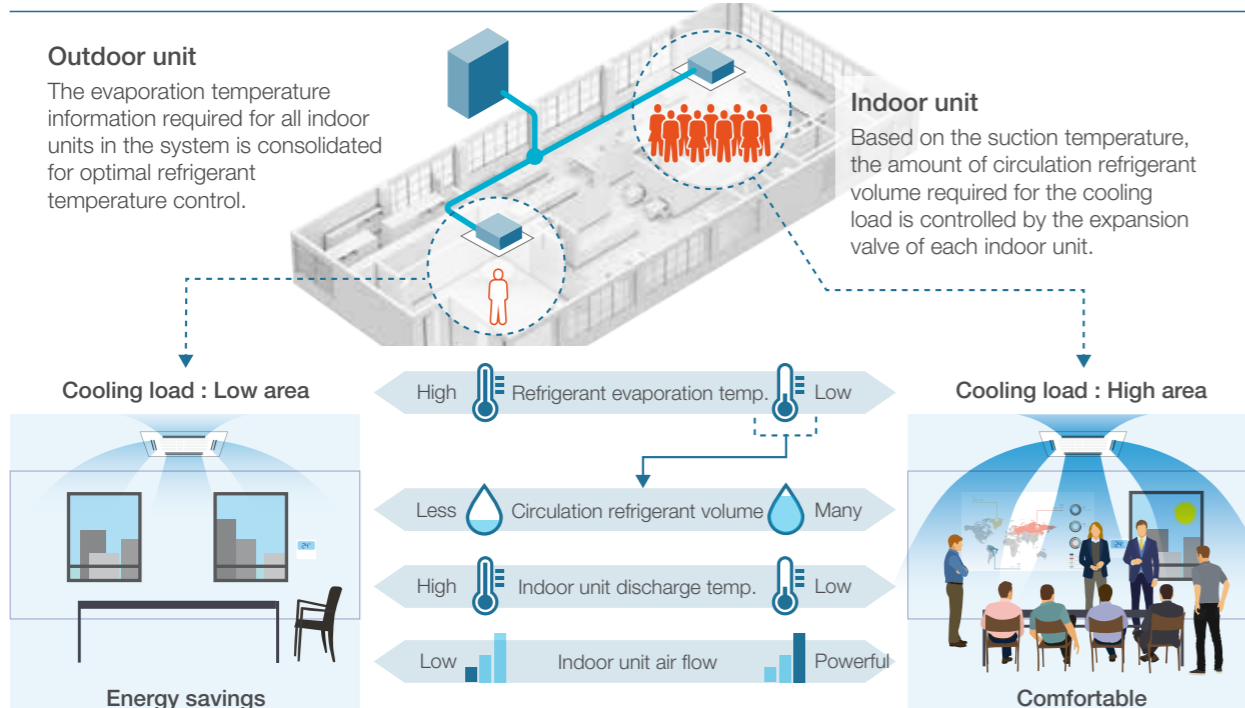 Outdoor unit
The evaporation temperature
information required for all indoor
units in the system is consolidated
for optimal refrigerant
temperature control.
Indoor unit
Based on the suction temperature,
the amount of circulation refrigerant
volume required for the cooling
load is controlled by the expansion
valve of each indoor unit.
Cooling load : Low area
High Refrigerant evaporation temp. Low
Cooling load : High area
Less Circulation refrigerant volume Many
High Indoor unit discharge temp. Low
Low Indoor unit air flow Powerful
Energy savings
Comfortable